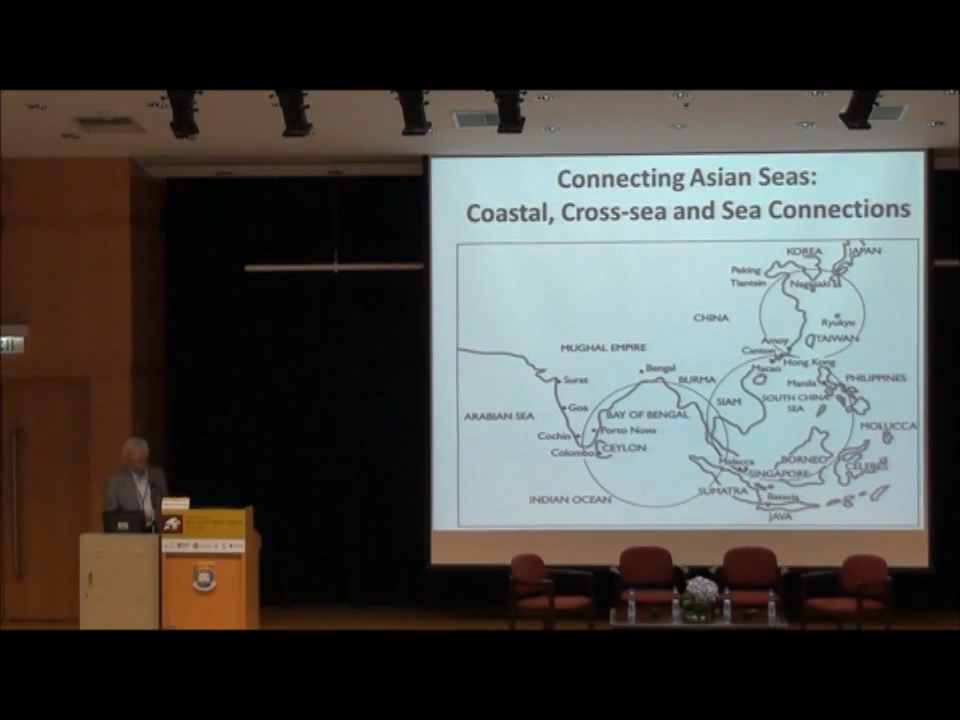 Connecting Asian Seas:
Coastal, Cross-sea and Sea Connections
KOREA
JAPAN
Peking
Tiantsin
Nagasaki
CHINA
Ryukyu
TAIWAN
Amoy
Canton
Hong Kong
Macao
MUGHAL EMPIRE
Bengal
BURMA
Surat
SIAM
Manila
PHILIPPINES
SOUTH CHINA
SEA
ARABIAN SEA
Goa
BAY OF BENGAL
MOLUCCA
Cochin
Porto Novo
Colombo
CEYLON
Malacca
BORNEO
CELEBES
SINGAPORE
INDIAN OCEAN
SUMATRA
Batavia
JAVA